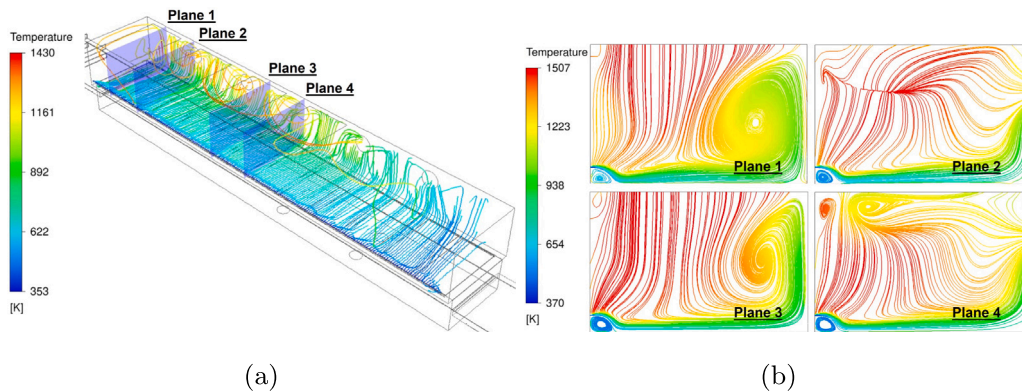 Plane 1
Plane 2
Plane 3
Plane 4
Temperature
1430
1161
892
622
353
[K]
(a)
Temperature
1507
1223
938
654
370
[K]
Plane 1
Plane 2
Plane 3
Plane 4
(b)